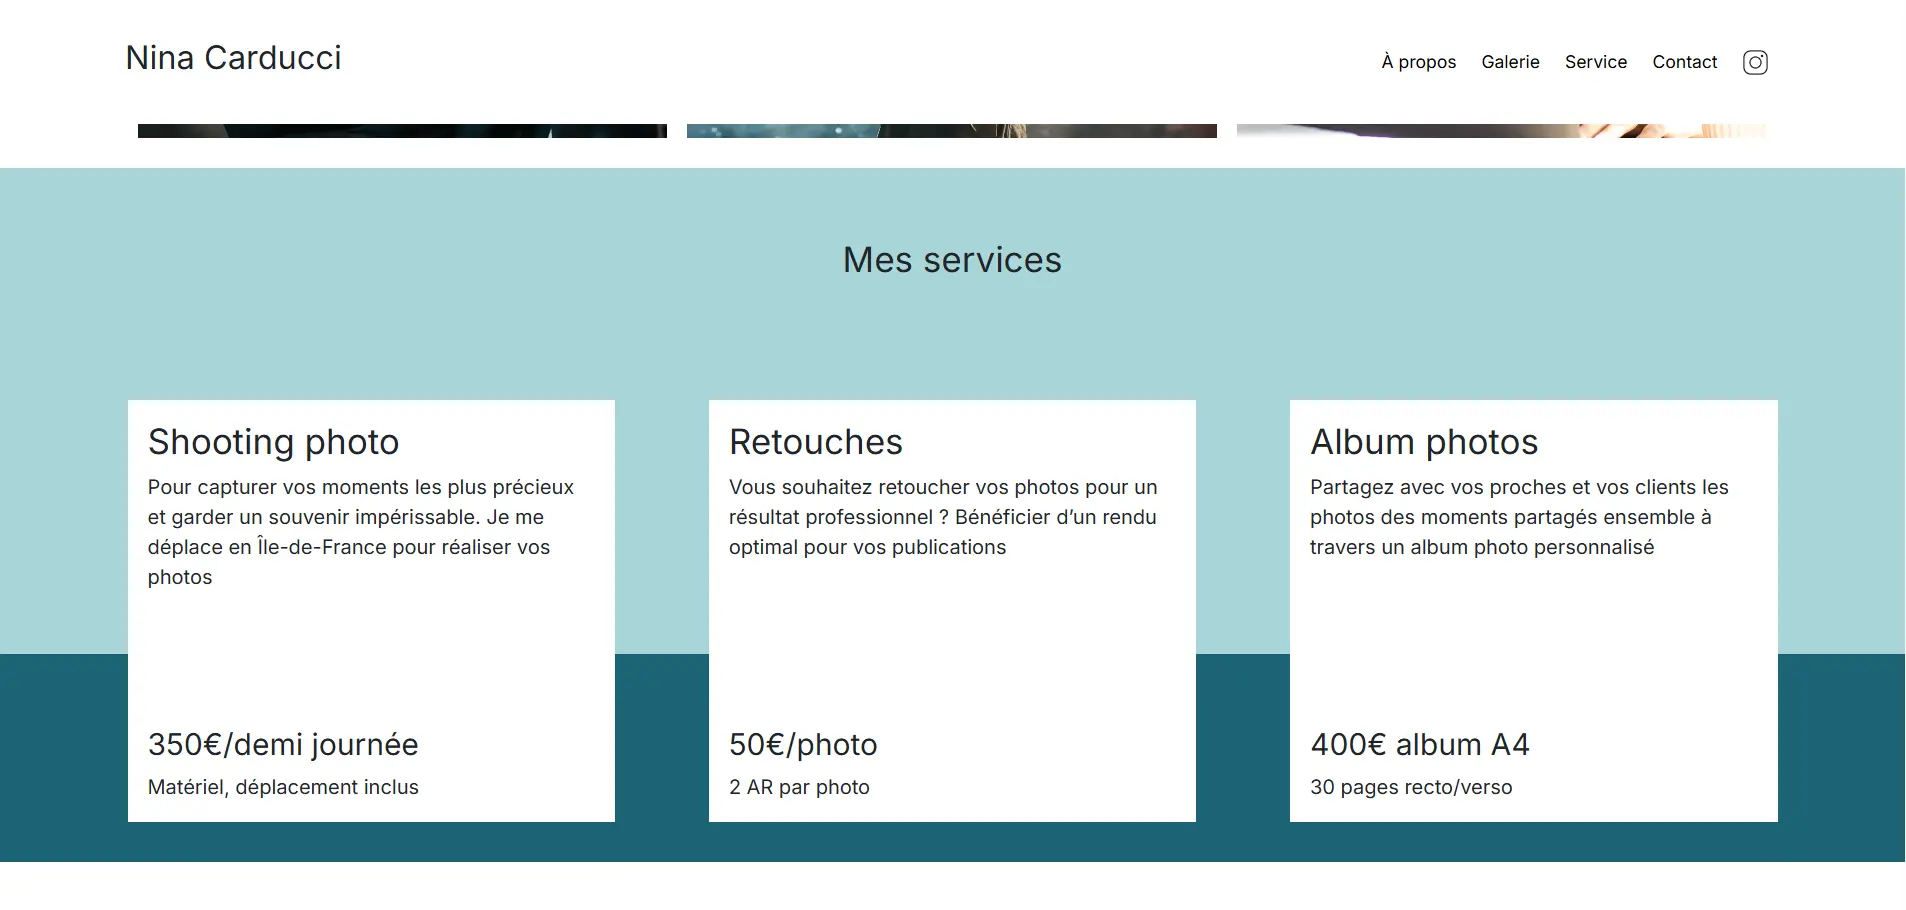 Nina Carducci
À propos Galerie Service Contact
Mes services
Shooting photo
Pour capturer vos moments les plus précieux
et garder un souvenir impérissable. Je me
déplace en Île-de-France pour réaliser vos
photos
350€/demi journée
Matériel, déplacement inclus
Retouches
Vous souhaitez retoucher vos photos pour un
résultat professionnel ? Bénéficier d’un rendu
optimal pour vos publications
50€/photo
2 AR par photo
Album photos
Partagez avec vos proches et vos clients les
photos des moments partagés ensemble à
travers un album photo personnalisé
400€ album A4
30 pages recto/verso